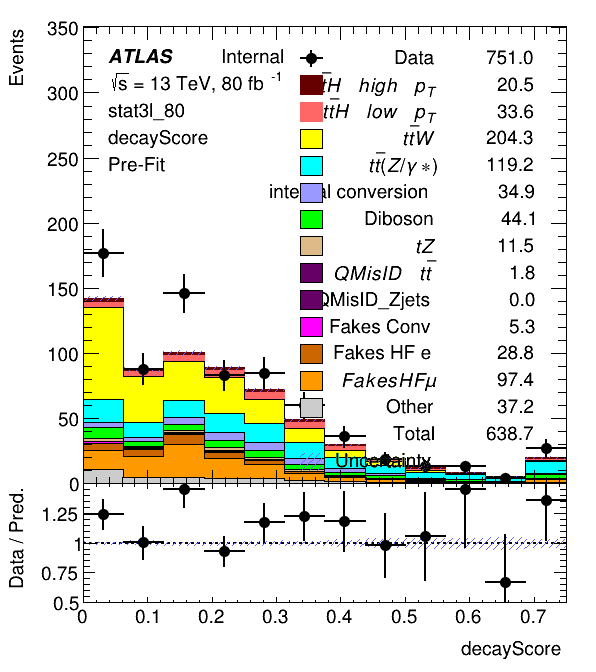 Events
350
300
250
200
150
100
50
0
ATLAS Internal
√s = 13 TeV, 80 fb⁻¹
stat3l_80
decayScore
Pre-Fit
Data 751.0
tt̅H high p_T 20.5
tt̅H low p_T 33.6
tt̅W 204.3
tt̅(Z/γ*) 119.2
internal conversion 34.9
Diboson 44.1
tZ 11.5
QMisID tt̅ 1.8
QMisID_Zjets 0.0
Fakes Conv 5.3
Fakes HF e 28.8
FakesHFμ 97.4
Other 37.2
Total 638.7
Uncertainty
Data / Pred.
1.25
1
0.75
0.5
0 0.1 0.2 0.3 0.4 0.5 0.6 0.7
decayScore